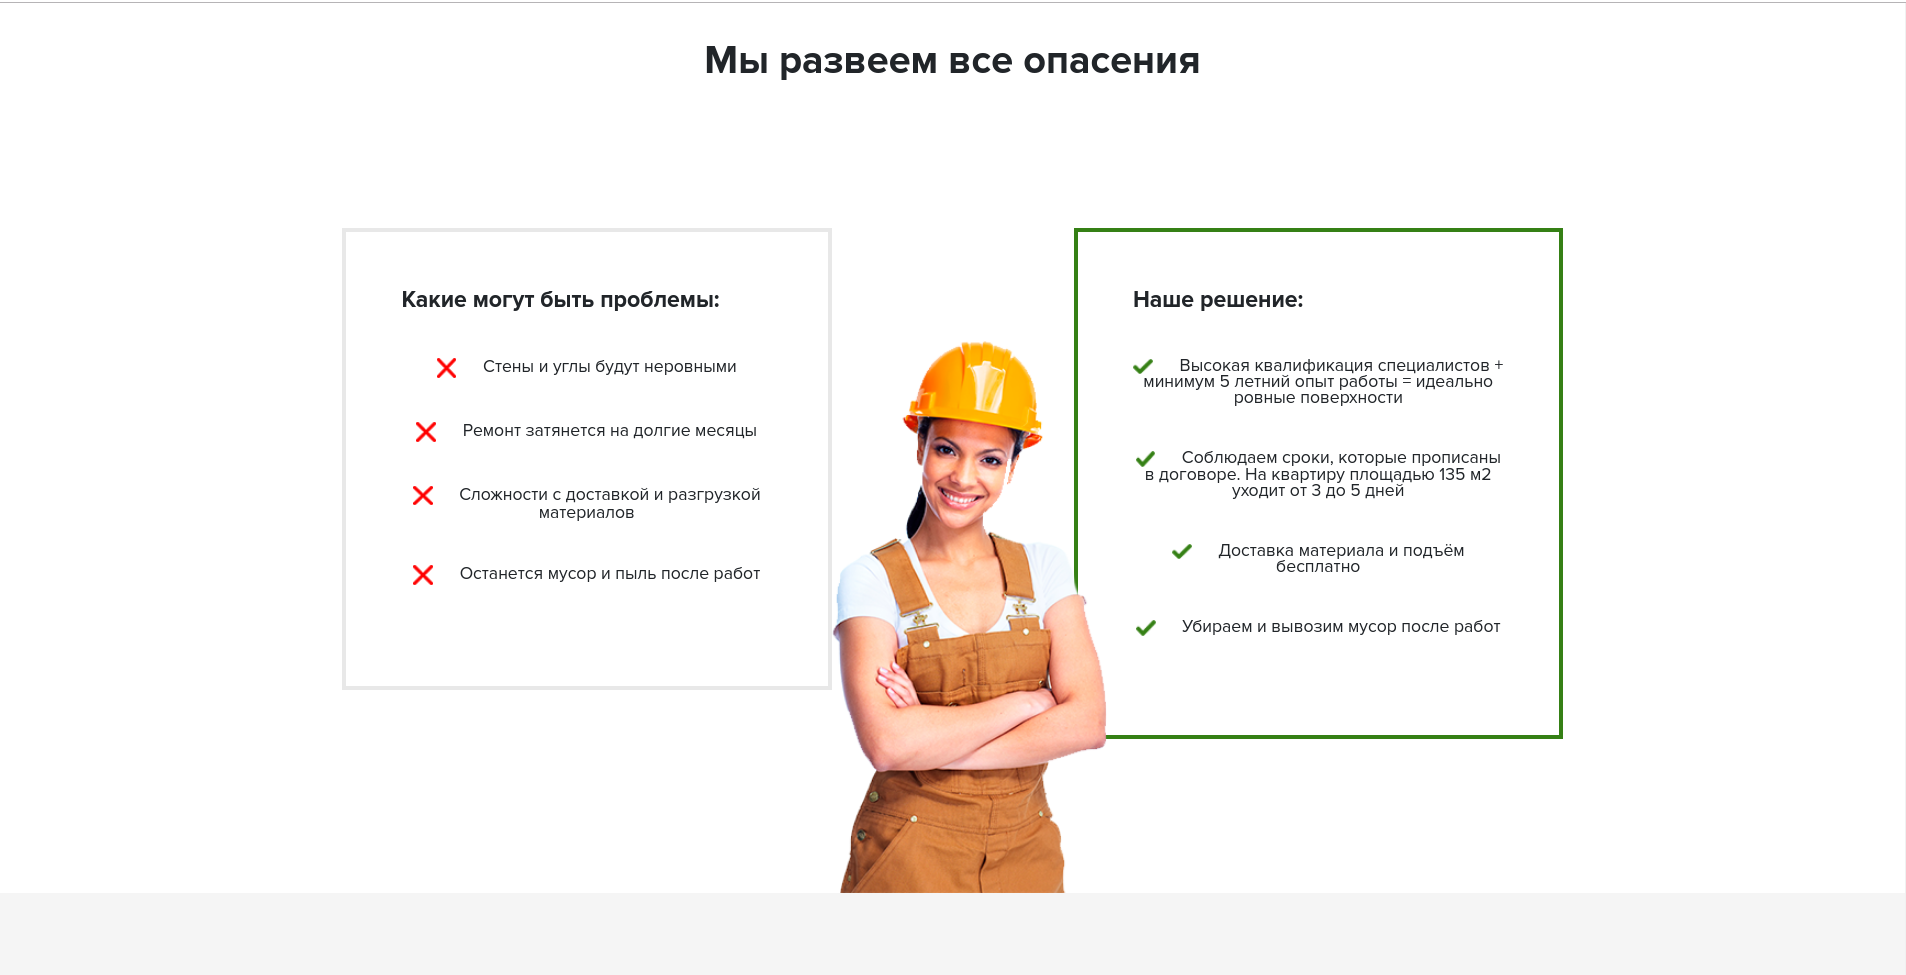 Мы развеем все опасения
Какие могут быть проблемы:
Стены и углы будут неровными
Ремонт затянется на долгие месяцы
Сложности с доставкой и разгрузкой
материалов
Останется мусор и пыль после работ
Наше решение:
Высокая квалификация специалистов +
минимум 5 летний опыт работы = идеально
ровные поверхности
Соблюдаем сроки, которые прописаны
в договоре. На квартиру площадью 135 м2
уходит от 3 до 5 дней
Доставка материала и подъём
бесплатно
Убираем и вывозим мусор после работ